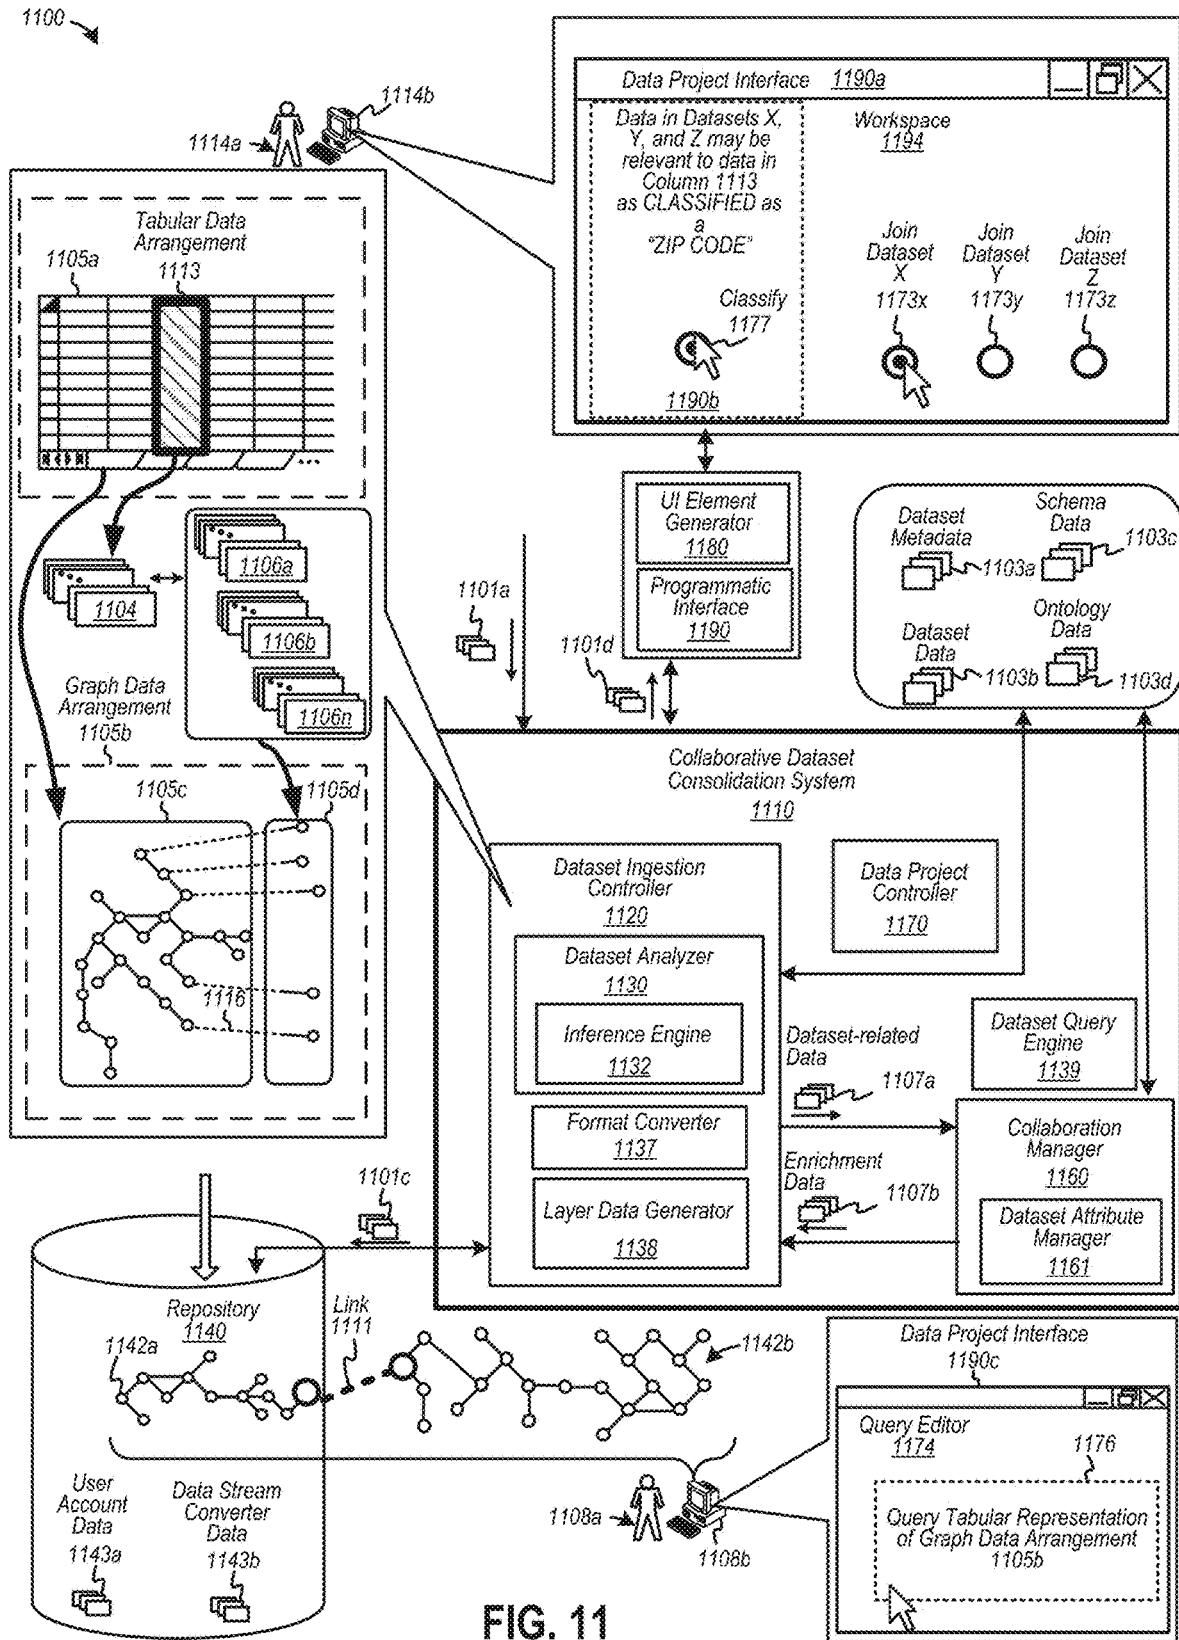 1100
Data Project Interface 1190a
1114b
1114a
Data in Datasets X,
Y, and Z may be
relevant to data in
Column 1113
as CLASSIFIED as
a
"ZIP CODE"
Classify
1177
1190b
Workspace
1194
Join
Dataset
X
1173x
Join
Dataset
Y
1173y
Join
Dataset
Z
1173z
Tabular Data
Arrangement
1105a
1113
1104
1106a
1106b
1106n
Graph Data
Arrangement
1105b
1105c
1105d
1116
UI Element
Generator
1180
Programmatic
Interface
1190
1101a
1101d
Dataset
Metadata
1103a
Schema
Data
1103c
Dataset
Data
1103b
Ontology
Data
1103d
Collaborative Dataset
Consolidation System
1110
Dataset Ingestion
Controller
1120
Dataset Analyzer
1130
Inference Engine
1132
Format Converter
1137
Layer Data Generator
1138
Data Project
Controller
1170
Dataset-related
Data
1107a
Enrichment
Data
1107b
Dataset Query
Engine
1139
Collaboration
Manager
1160
Dataset Attribute
Manager
1161
1101c
Repository
1140
1142a
Link
1111
1142b
User
Account
Data
1143a
Data Stream
Converter
Data
1143b
1108a
1108b
Data Project Interface
1190c
Query Editor
1174
1176
Query Tabular Representation
of Graph Data Arrangement
1105b
FIG. 11